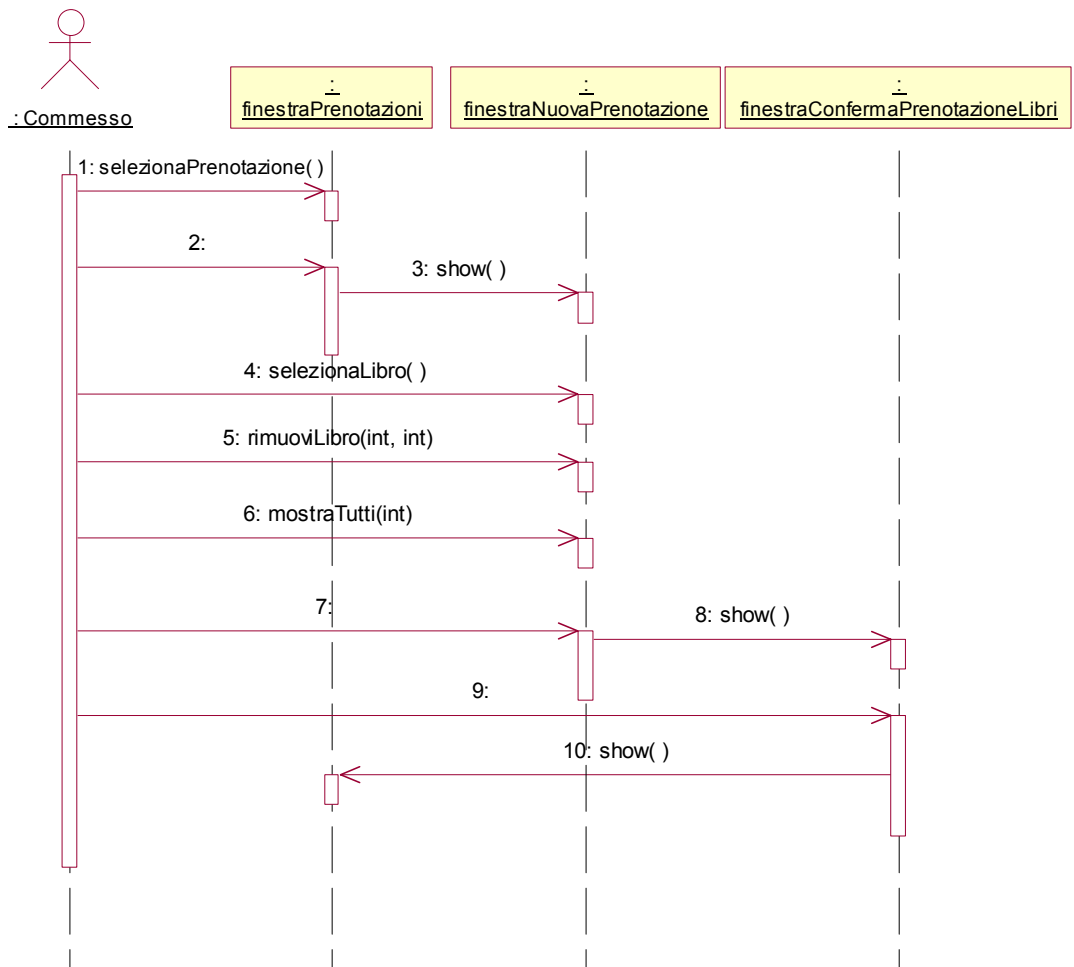 : Commesso
:
finestraPrenotazioni
:
finestraNuovaPrenotazione
:
finestraConfermaPrenotazioneLibri
1: selezionaPrenotazione( )
2:
3: show( )
4: selezionaLibro( )
5: rimuoviLibro(int, int)
6: mostraTutti(int)
7:
8: show( )
9:
10: show( )